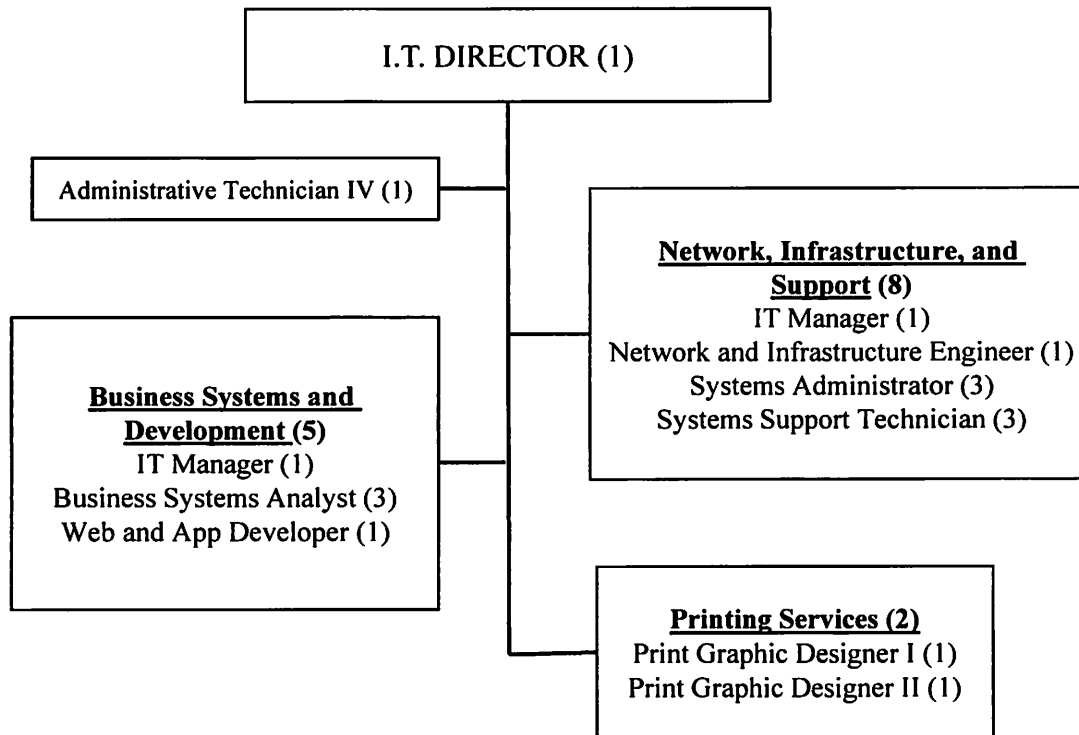 I.T. DIRECTOR (1)
Administrative Technician IV (1)
Network, Infrastructure, and
Support (8)
IT Manager (1)
Network and Infrastructure Engineer (1)
Systems Administrator (3)
Systems Support Technician (3)
Business Systems and
Development (5)
IT Manager (1)
Business Systems Analyst (3)
Web and App Developer (1)
Printing Services (2)
Print Graphic Designer I (1)
Print Graphic Designer II (1)